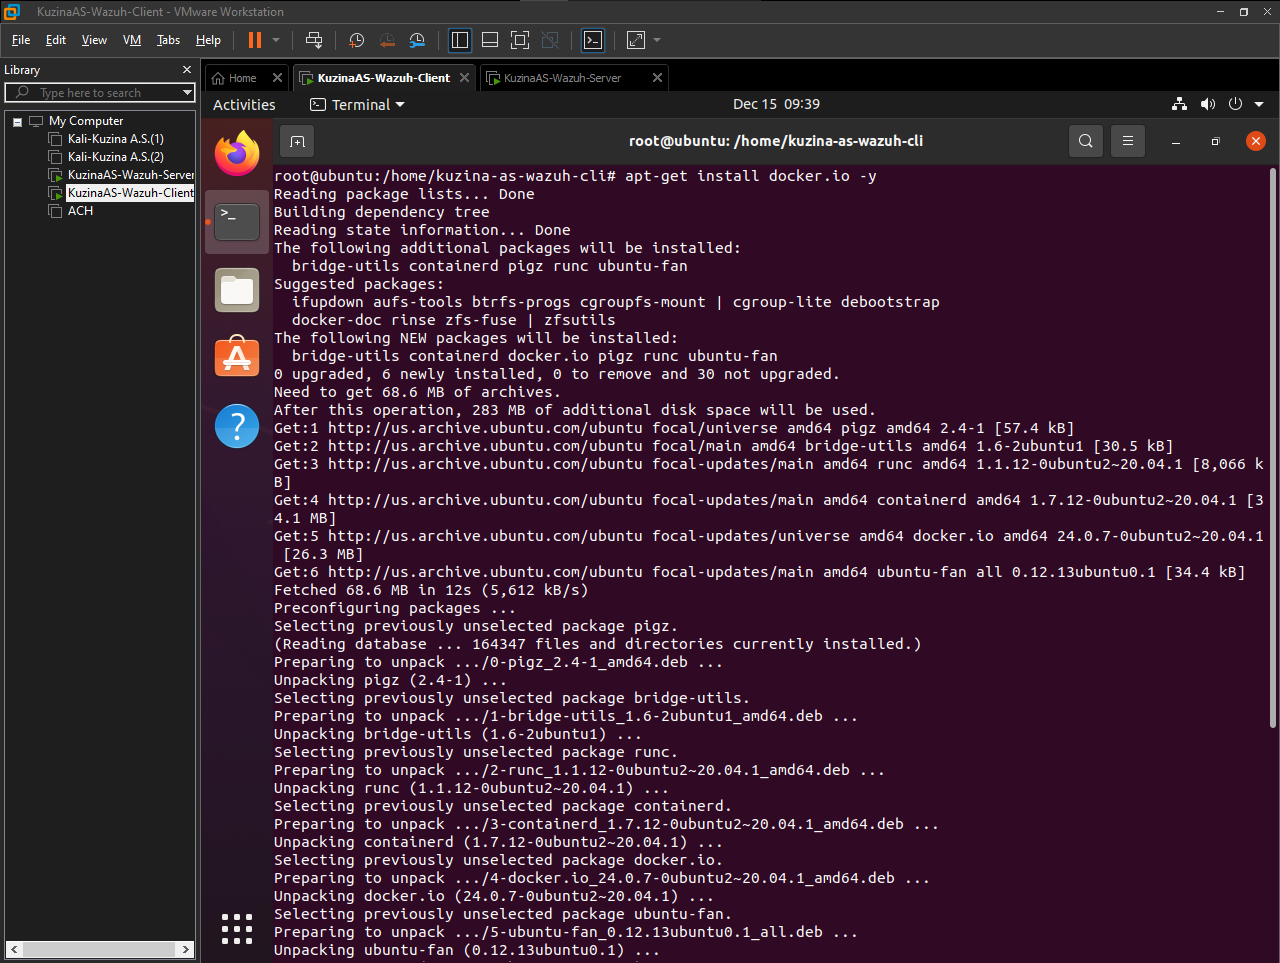 KuzinaAS-Wazuh-Client - VMware Workstation
File Edit View VM Tabs Help
Library
Type here to search
My Computer
Kali-Kuzina A.S.(1)
Kali-Kuzina A.S.(2)
KuzinaAS-Wazuh-Server
KuzinaAS-Wazuh-Client
ACH
Home KuzinaAS-Wazuh-Client KuzinaAS-Wazuh-Server
Activities Terminal Dec 15 09:39
root@ubuntu: /home/kuzina-as-wazuh-cli
root@ubuntu:/home/kuzina-as-wazuh-cli# apt-get install docker.io -y
Reading package lists... Done
Building dependency tree
Reading state information... Done
The following additional packages will be installed:
  bridge-utils containerd pigz runc ubuntu-fan
Suggested packages:
  ifupdown aufs-tools btrfs-progs cgroupfs-mount | cgroup-lite debootstrap
  docker-doc rinse zfs-fuse | zfsutils
The following NEW packages will be installed:
  bridge-utils containerd docker.io pigz runc ubuntu-fan
0 upgraded, 6 newly installed, 0 to remove and 30 not upgraded.
Need to get 68.6 MB of archives.
After this operation, 283 MB of additional disk space will be used.
Get:1 http://us.archive.ubuntu.com/ubuntu focal/universe amd64 pigz amd64 2.4-1 [57.4 kB]
Get:2 http://us.archive.ubuntu.com/ubuntu focal/main amd64 bridge-utils amd64 1.6-2ubuntu1 [30.5 kB]
Get:3 http://us.archive.ubuntu.com/ubuntu focal-updates/main amd64 runc amd64 1.1.12-0ubuntu2~20.04.1 [8,066 k
B]
Get:4 http://us.archive.ubuntu.com/ubuntu focal-updates/main amd64 containerd amd64 1.7.12-0ubuntu2~20.04.1 [3
4.1 MB]
Get:5 http://us.archive.ubuntu.com/ubuntu focal-updates/universe amd64 docker.io amd64 24.0.7-0ubuntu2~20.04.1
 [26.3 MB]
Get:6 http://us.archive.ubuntu.com/ubuntu focal-updates/main amd64 ubuntu-fan all 0.12.13ubuntu0.1 [34.4 kB]
Fetched 68.6 MB in 12s (5,612 kB/s)
Preconfiguring packages ...
Selecting previously unselected package pigz.
(Reading database ... 164347 files and directories currently installed.)
Preparing to unpack .../0-pigz_2.4-1_amd64.deb ...
Unpacking pigz (2.4-1) ...
Selecting previously unselected package bridge-utils.
Preparing to unpack .../1-bridge-utils_1.6-2ubuntu1_amd64.deb ...
Unpacking bridge-utils (1.6-2ubuntu1) ...
Selecting previously unselected package runc.
Preparing to unpack .../2-runc_1.1.12-0ubuntu2~20.04.1_amd64.deb ...
Unpacking runc (1.1.12-0ubuntu2~20.04.1) ...
Selecting previously unselected package containerd.
Preparing to unpack .../3-containerd_1.7.12-0ubuntu2~20.04.1_amd64.deb ...
Unpacking containerd (1.7.12-0ubuntu2~20.04.1) ...
Selecting previously unselected package docker.io.
Preparing to unpack .../4-docker.io_24.0.7-0ubuntu2~20.04.1_amd64.deb ...
Unpacking docker.io (24.0.7-0ubuntu2~20.04.1) ...
Selecting previously unselected package ubuntu-fan.
Preparing to unpack .../5-ubuntu-fan_0.12.13ubuntu0.1_all.deb ...
Unpacking ubuntu-fan (0.12.13ubuntu0.1) ...